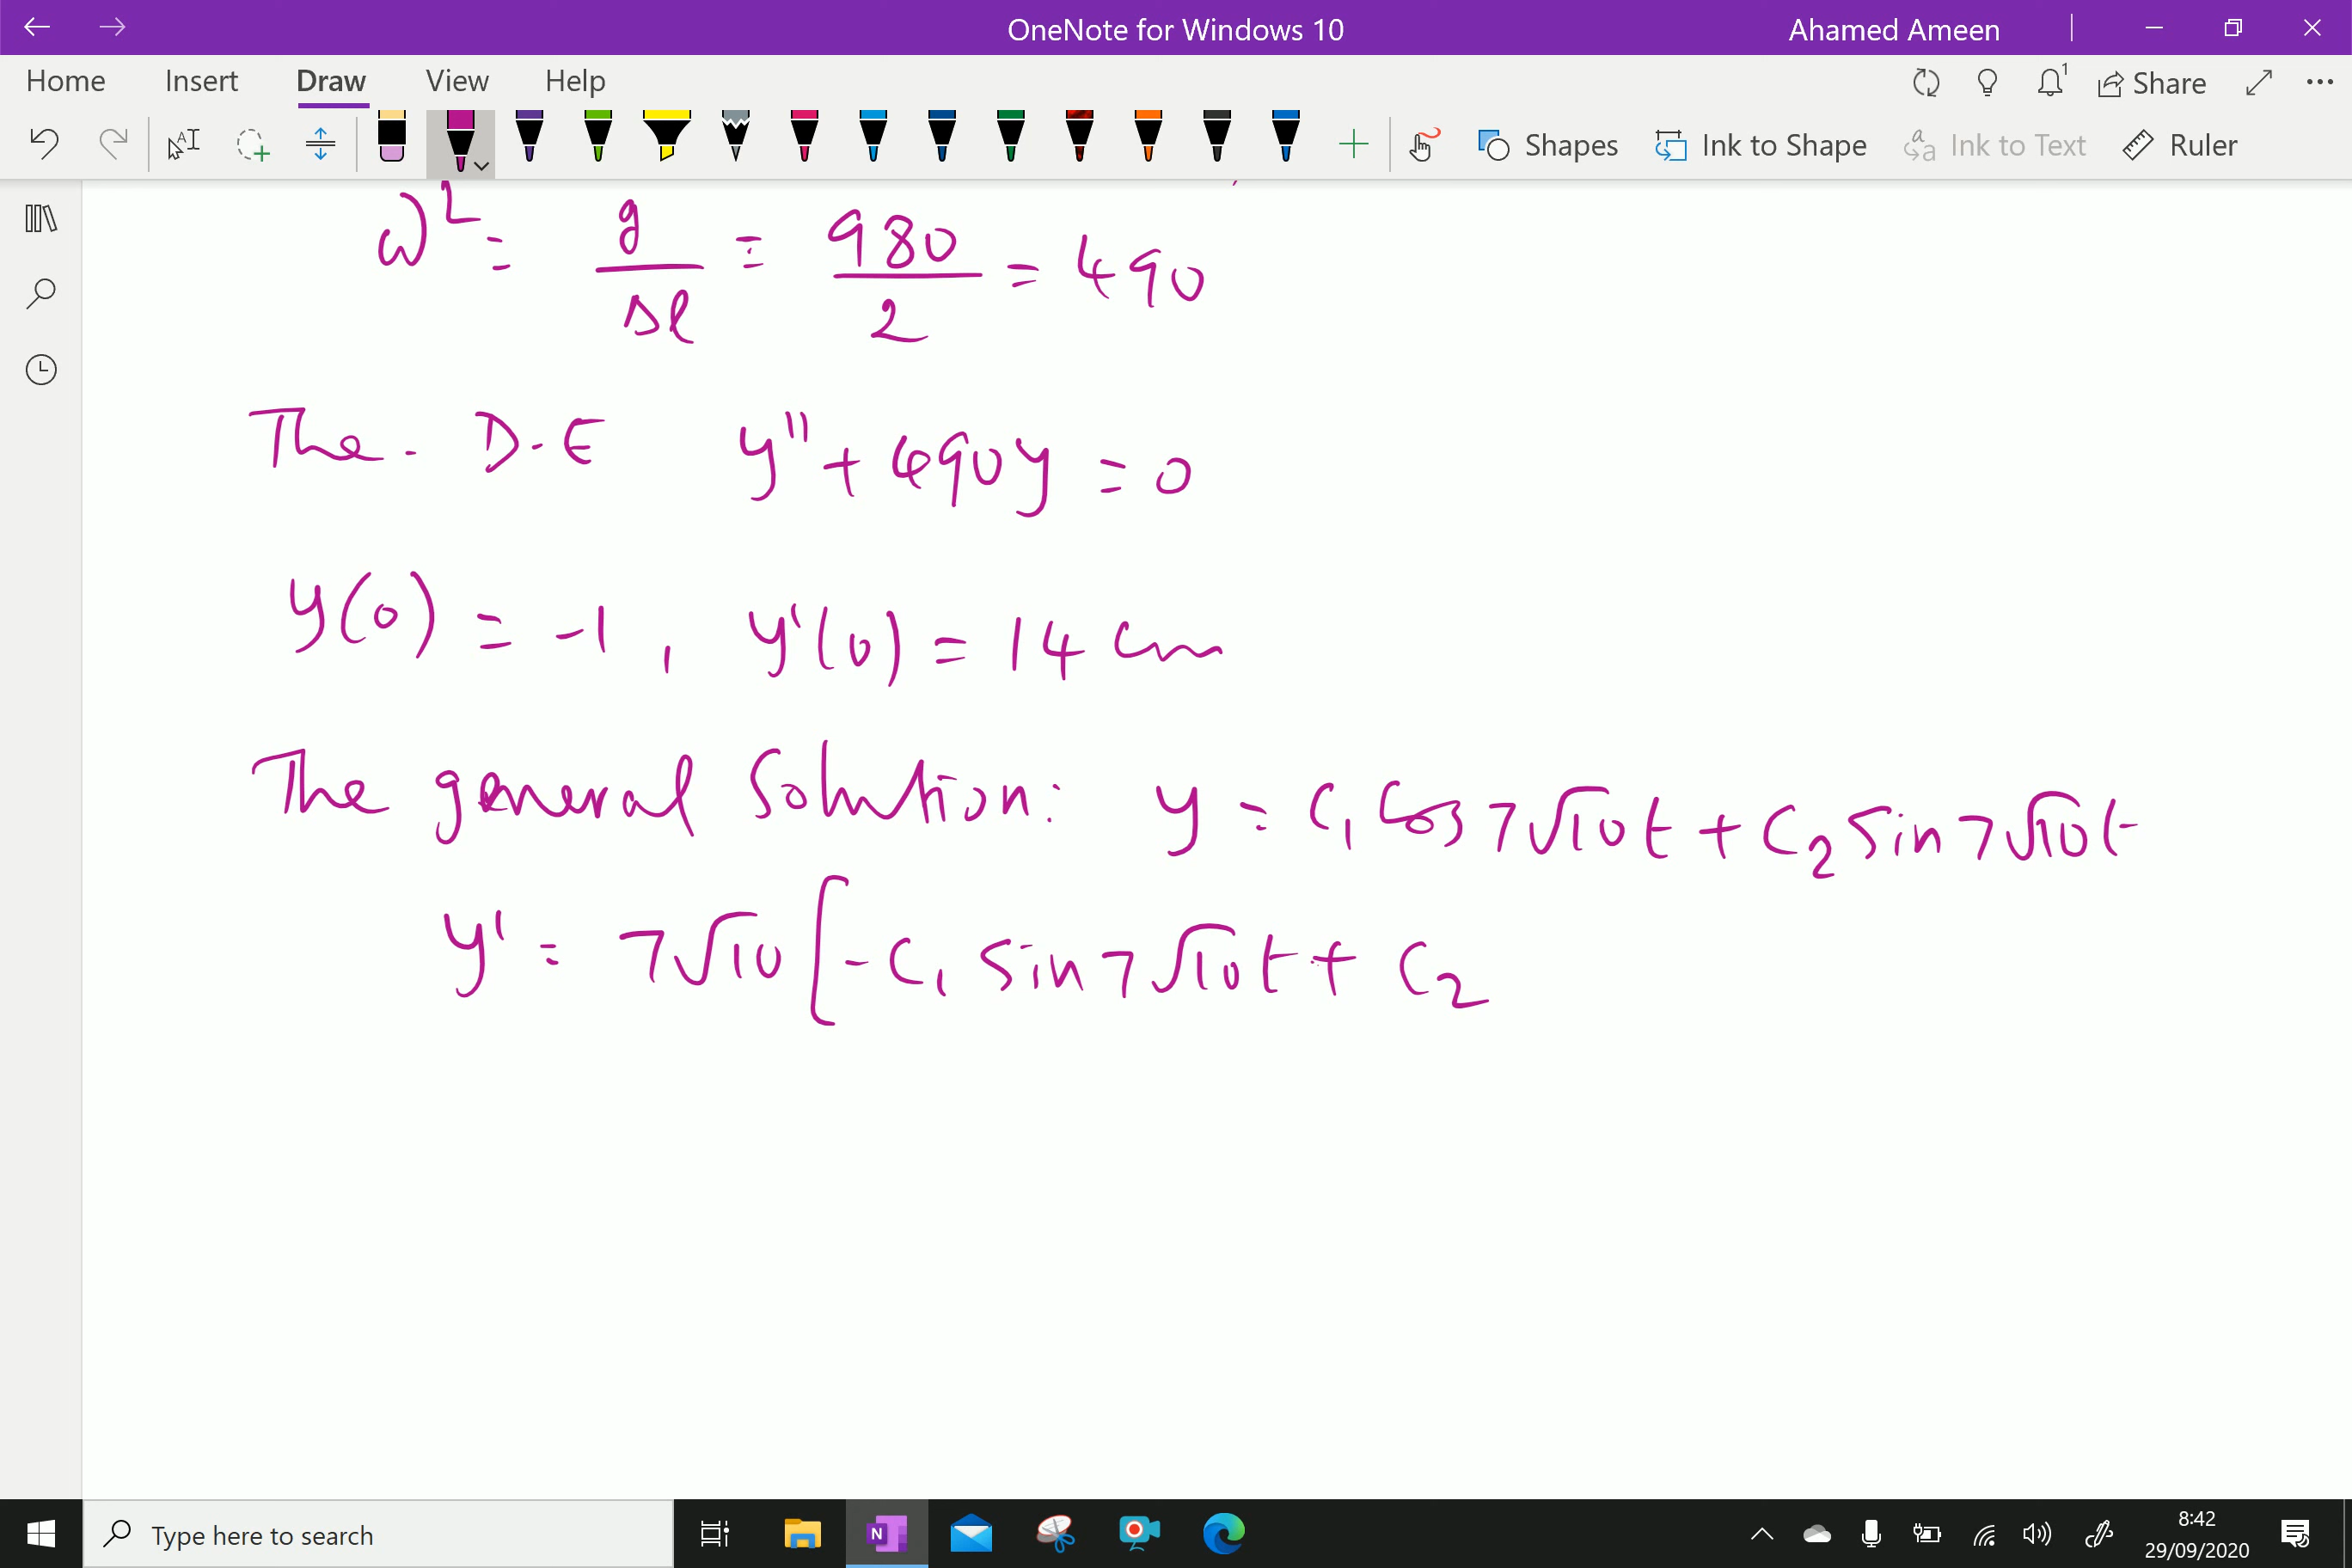 OneNote for Windows 10 Ahamed Ameen
Home Insert Draw View Help 1 Share
Shapes Ink to Shape Ink to Text Ruler
ω² = g/Δl = 980/2 = 490
The. D.E y'' + 490y = 0
y(0) = -1, y'(0) = 14 cm
The general Solution: y = C₁ Cos 7√10 t + C₂ Sin 7√10 t
y' = 7√10 [-C₁ Sin 7√10 t + C₂
Type here to search
8:42
29/09/2020